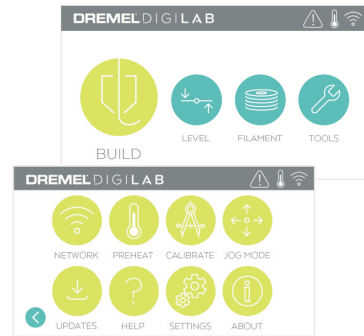 DREMEL DIGILAB
LEVEL FILAMENT TOOLS
BUILD
DREMEL DIGILAB
NETWORK PREHEAT CALIBRATE JOG MODE
UPDATES HELP SETTINGS ABOUT